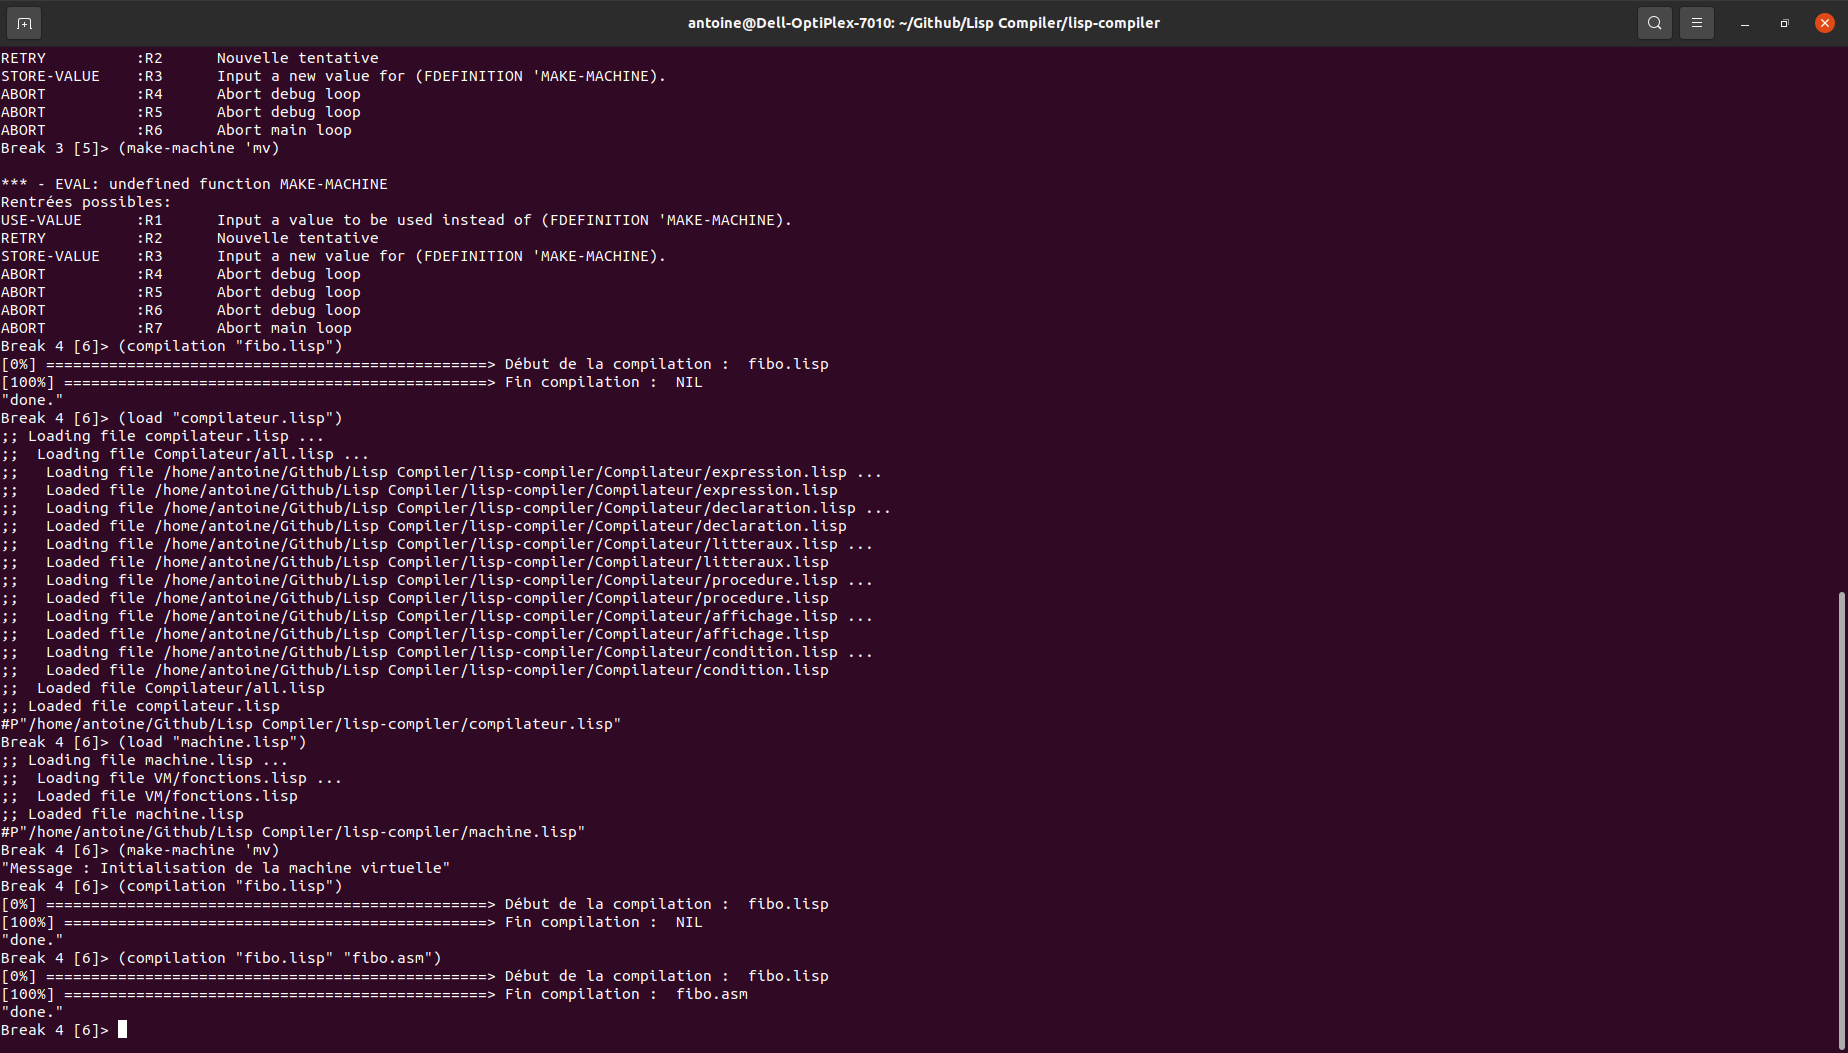 antoine@Dell-OptiPlex-7010: ~/Github/Lisp Compiler/lisp-compiler
RETRY          :R2      Nouvelle tentative
STORE-VALUE    :R3      Input a new value for (FDEFINITION 'MAKE-MACHINE).
ABORT          :R4      Abort debug loop
ABORT          :R5      Abort debug loop
ABORT          :R6      Abort main loop
Break 3 [5]> (make-machine 'mv)
*** - EVAL: undefined function MAKE-MACHINE
Rentrées possibles:
USE-VALUE      :R1      Input a value to be used instead of (FDEFINITION 'MAKE-MACHINE).
RETRY          :R2      Nouvelle tentative
STORE-VALUE    :R3      Input a new value for (FDEFINITION 'MAKE-MACHINE).
ABORT          :R4      Abort debug loop
ABORT          :R5      Abort debug loop
ABORT          :R6      Abort debug loop
ABORT          :R7      Abort main loop
Break 4 [6]> (compilation "fibo.lisp")
[0%] =================================================> Début de la compilation :  fibo.lisp
[100%] ===============================================> Fin compilation :  NIL
"done."
Break 4 [6]> (load "compilateur.lisp")
;; Loading file compilateur.lisp ...
;;  Loading file Compilateur/all.lisp ...
;;   Loading file /home/antoine/Github/Lisp Compiler/lisp-compiler/Compilateur/expression.lisp ...
;;   Loaded file /home/antoine/Github/Lisp Compiler/lisp-compiler/Compilateur/expression.lisp
;;   Loading file /home/antoine/Github/Lisp Compiler/lisp-compiler/Compilateur/declaration.lisp ...
;;   Loaded file /home/antoine/Github/Lisp Compiler/lisp-compiler/Compilateur/declaration.lisp
;;   Loading file /home/antoine/Github/Lisp Compiler/lisp-compiler/Compilateur/litteraux.lisp ...
;;   Loaded file /home/antoine/Github/Lisp Compiler/lisp-compiler/Compilateur/litteraux.lisp
;;   Loading file /home/antoine/Github/Lisp Compiler/lisp-compiler/Compilateur/procedure.lisp ...
;;   Loaded file /home/antoine/Github/Lisp Compiler/lisp-compiler/Compilateur/procedure.lisp
;;   Loading file /home/antoine/Github/Lisp Compiler/lisp-compiler/Compilateur/affichage.lisp ...
;;   Loaded file /home/antoine/Github/Lisp Compiler/lisp-compiler/Compilateur/affichage.lisp
;;   Loading file /home/antoine/Github/Lisp Compiler/lisp-compiler/Compilateur/condition.lisp ...
;;   Loaded file /home/antoine/Github/Lisp Compiler/lisp-compiler/Compilateur/condition.lisp
;;  Loaded file Compilateur/all.lisp
;; Loaded file compilateur.lisp
#P"/home/antoine/Github/Lisp Compiler/lisp-compiler/compilateur.lisp"
Break 4 [6]> (load "machine.lisp")
;; Loading file machine.lisp ...
;;  Loading file VM/fonctions.lisp ...
;;  Loaded file VM/fonctions.lisp
;; Loaded file machine.lisp
#P"/home/antoine/Github/Lisp Compiler/lisp-compiler/machine.lisp"
Break 4 [6]> (make-machine 'mv)
"Message : Initialisation de la machine virtuelle"
Break 4 [6]> (compilation "fibo.lisp")
[0%] =================================================> Début de la compilation :  fibo.lisp
[100%] ===============================================> Fin compilation :  NIL
"done."
Break 4 [6]> (compilation "fibo.lisp" "fibo.asm")
[0%] =================================================> Début de la compilation :  fibo.lisp
[100%] ===============================================> Fin compilation :  fibo.asm
"done."
Break 4 [6]>